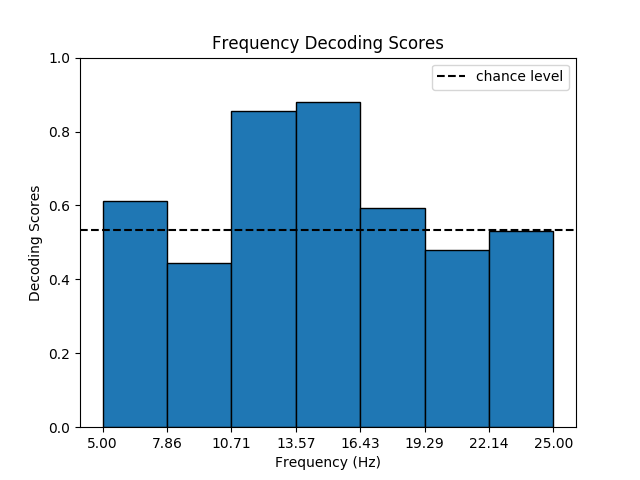 Frequency Decoding Scores
chance level
Decoding Scores
1.0
0.8
0.6
0.4
0.2
0.0
5.00 7.86 10.71 13.57 16.43 19.29 22.14 25.00
Frequency (Hz)